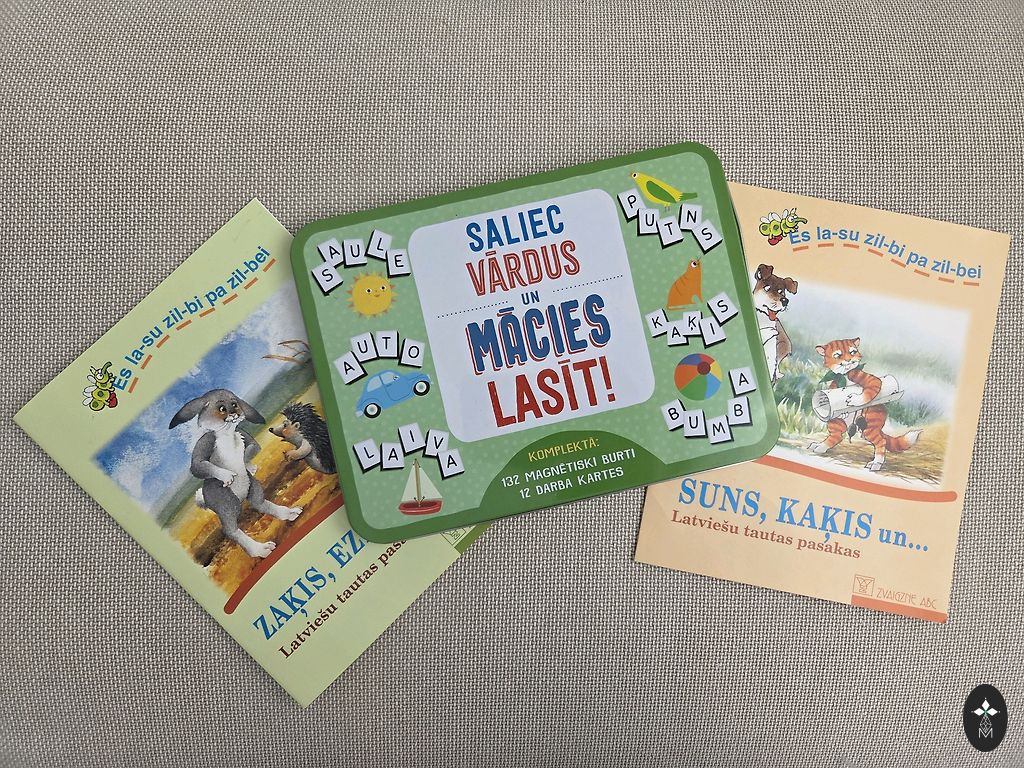 Es la-su zil-bi pa zil-bei
ZAĶIS, EZ
Latviešu tautas pasa
SALIEC
VĀRDUS
UN
MĀCIES
LASĪT!
KOMPLEKTĀ:
132 MAGNĒTISKI BURTI
12 DARBA KARTES
SAULE
AUTO
LAIVA
PUTNS
KAĶIS
BUMBA
Es la-su zil-bi pa zil-bei
SUNS, KAĶIS un...
Latviešu tautas pasakas
ZVAIGZNE ABC
M